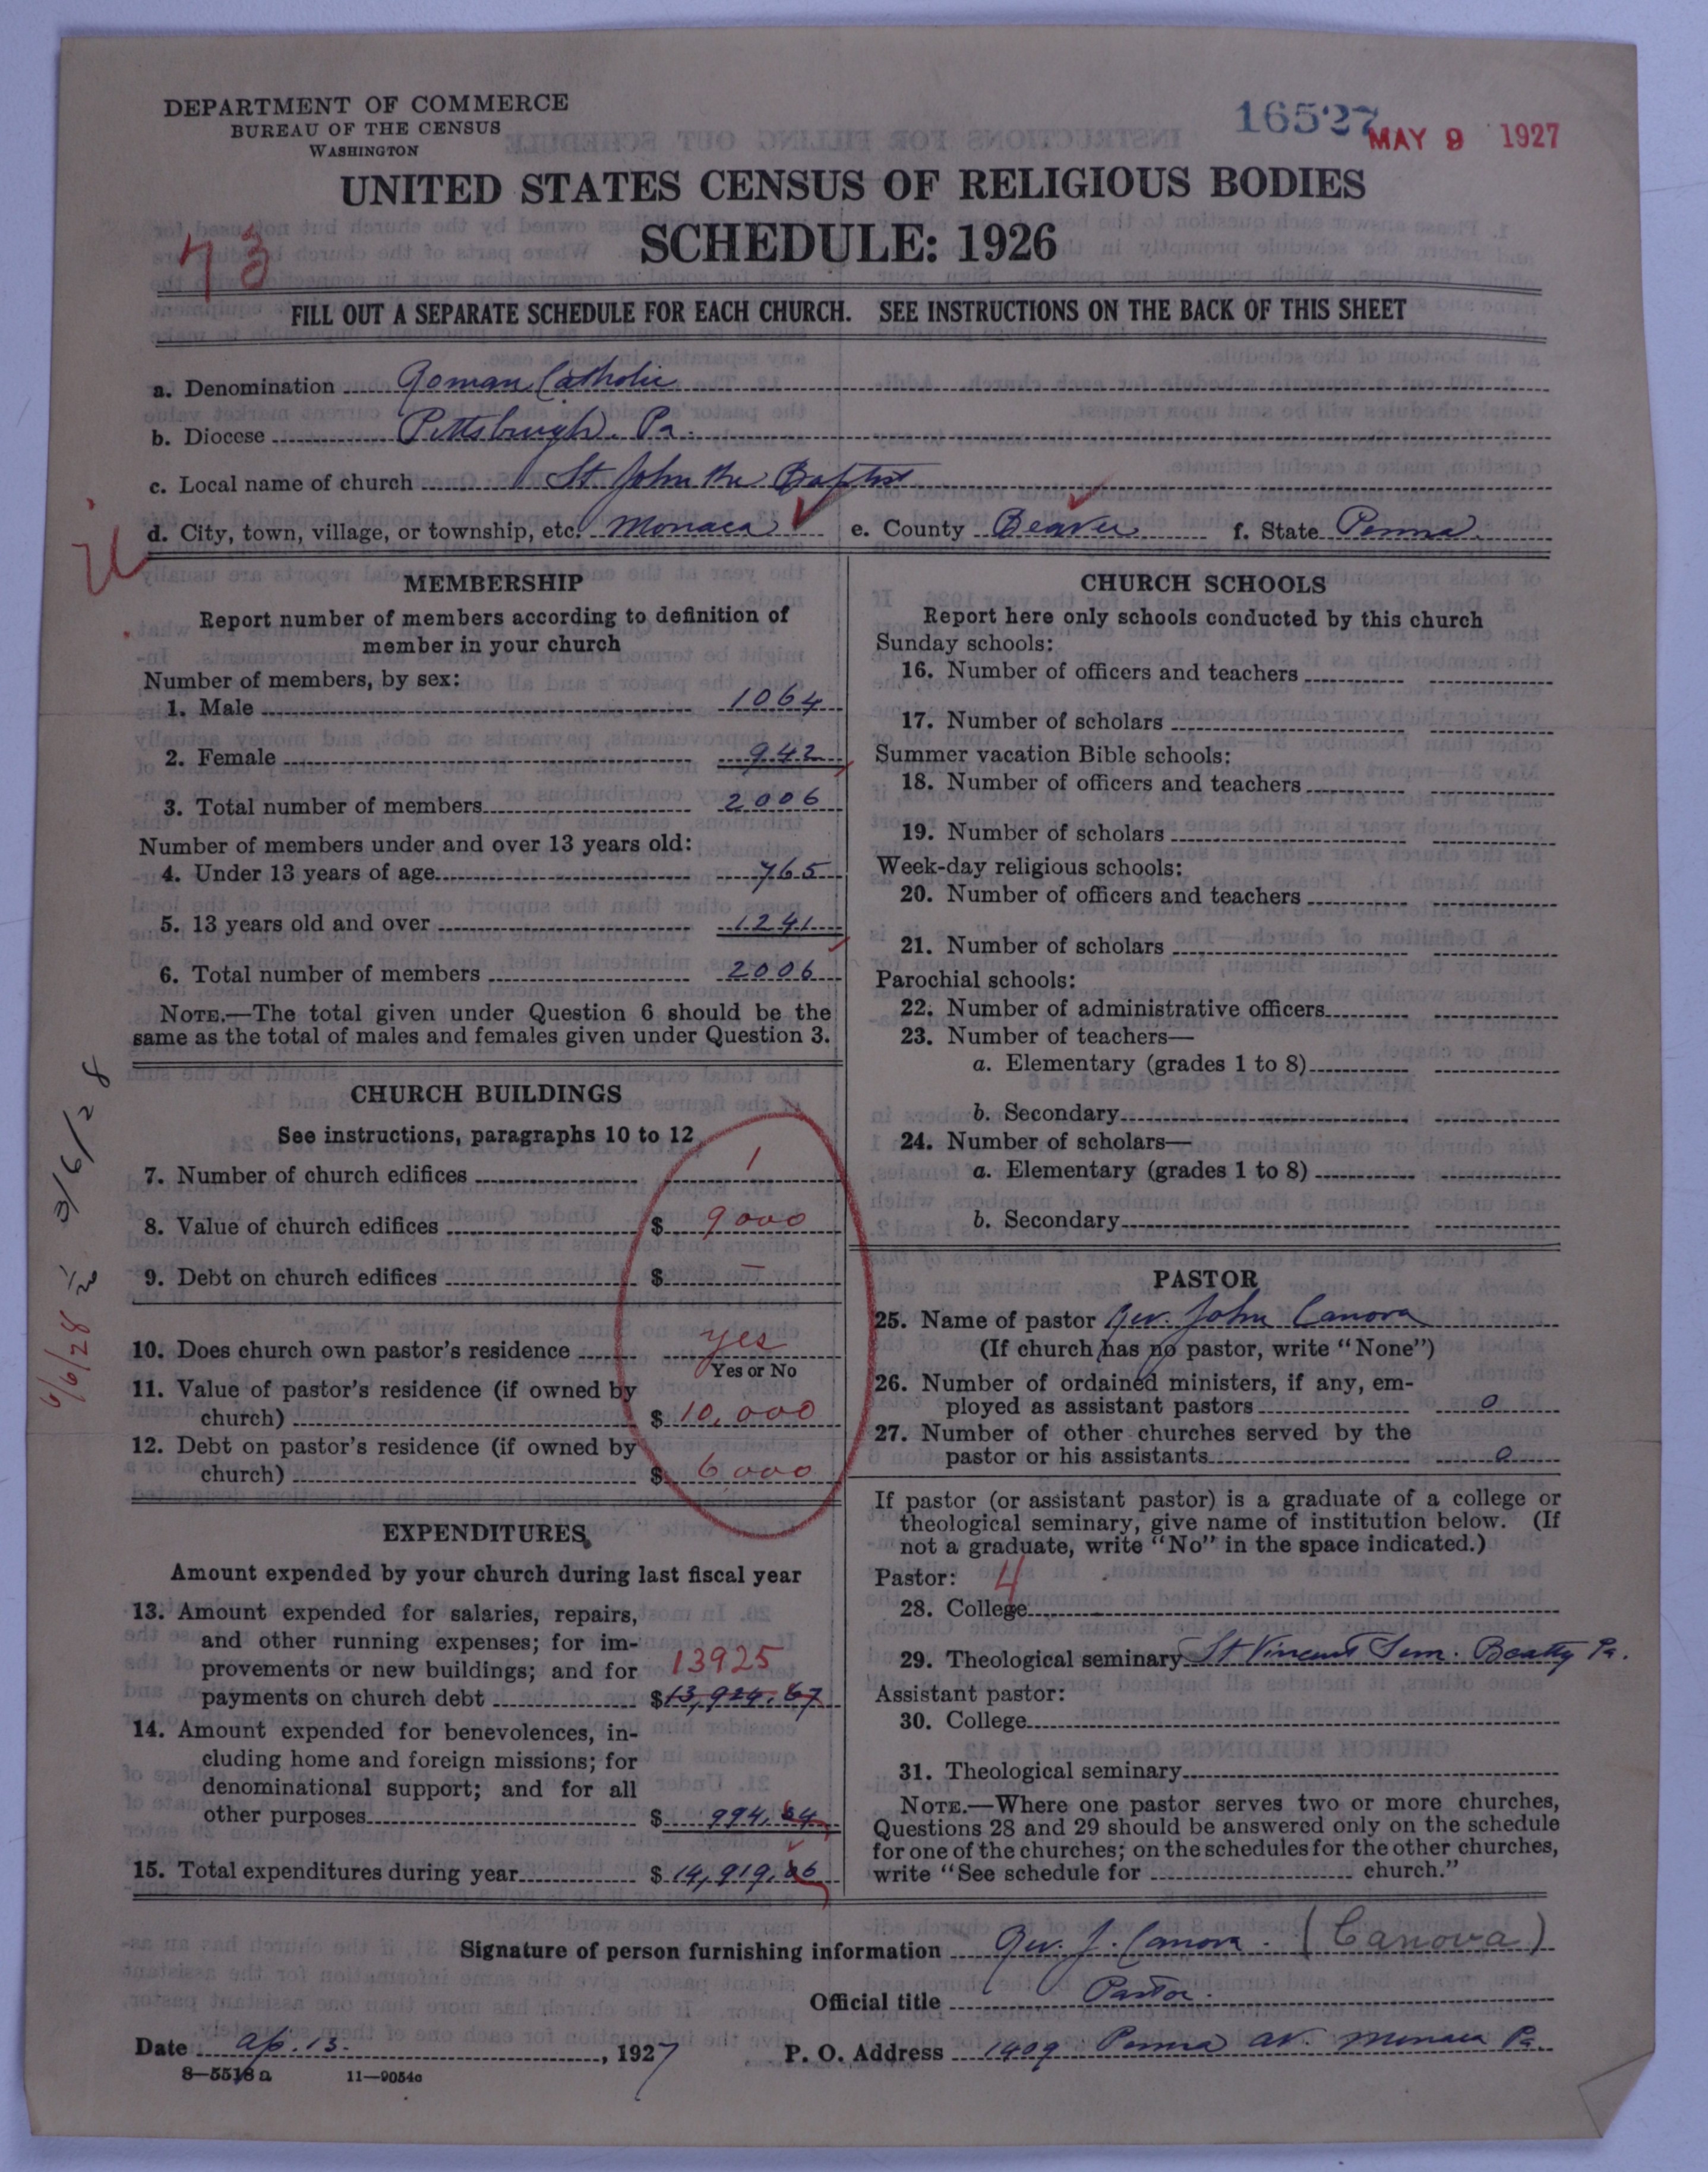 DEPARTMENT OF COMMERCE
BUREAU OF THE CENSUS
WASHINGTON
16527
MAY 9 1927
UNITED STATES CENSUS OF RELIGIOUS BODIES
SCHEDULE: 1926
73
FILL OUT A SEPARATE SCHEDULE FOR EACH CHURCH. SEE INSTRUCTIONS ON THE BACK OF THIS SHEET
a. Denomination Roman Catholic
b. Diocese Pittsburgh. Pa.
c. Local name of church St John the Baptist
d. City, town, village, or township, etc. Monaca e. County Beaver f. State Penna.
MEMBERSHIP
Report number of members according to definition of
member in your church
Number of members, by sex:
1. Male 1064
2. Female 942
3. Total number of members 2006
Number of members under and over 13 years old:
4. Under 13 years of age 765
5. 13 years old and over 1241
6. Total number of members 2006
NOTE.—The total given under Question 6 should be the
same as the total of males and females given under Question 3.
CHURCH BUILDINGS
See instructions, paragraphs 10 to 12
7. Number of church edifices 1
8. Value of church edifices $ 9000
9. Debt on church edifices $ —
10. Does church own pastor's residence yes
Yes or No
11. Value of pastor's residence (if owned by
church) $ 10,000
12. Debt on pastor's residence (if owned by
church) $ 6000
EXPENDITURES
Amount expended by your church during last fiscal year
13. Amount expended for salaries, repairs,
and other running expenses; for im-
provements or new buildings; and for 13925
payments on church debt $ 13,924.67
14. Amount expended for benevolences, in-
cluding home and foreign missions; for
denominational support; and for all
other purposes $ 994.
15. Total expenditures during year $ 14,919.
3/6/28
6/6/28
CHURCH SCHOOLS
Report here only schools conducted by this church
Sunday schools:
16. Number of officers and teachers
17. Number of scholars
Summer vacation Bible schools:
18. Number of officers and teachers
19. Number of scholars
Week-day religious schools:
20. Number of officers and teachers
21. Number of scholars
Parochial schools:
22. Number of administrative officers
23. Number of teachers—
a. Elementary (grades 1 to 8)
b. Secondary
24. Number of scholars—
a. Elementary (grades 1 to 8)
b. Secondary
PASTOR
25. Name of pastor Rev. John Canova
(If church has no pastor, write "None")
26. Number of ordained ministers, if any, em-
ployed as assistant pastors 0
27. Number of other churches served by the
pastor or his assistants 0
If pastor (or assistant pastor) is a graduate of a college or
theological seminary, give name of institution below. (If
not a graduate, write "No" in the space indicated.)
Pastor: 4
28. College
29. Theological seminary St Vincent Sem. Beatty Pa.
Assistant pastor:
30. College
31. Theological seminary
NOTE.—Where one pastor serves two or more churches,
Questions 28 and 29 should be answered only on the schedule
for one of the churches; on the schedules for the other churches,
write "See schedule for church."
Signature of person furnishing information Rev. J. Canova. (Canova)
Official title Pastor.
Date Ap. 13. , 1927 P. O. Address 1409 Penna av. Monaca Pa.
8—5518 a 11—9054c